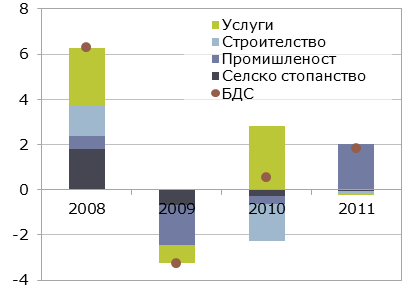 8
6
4
2
0
-2
-4
Услуги
Строителство
Промишленост
Селско стопанство
БДС
2008
2009
2010
2011